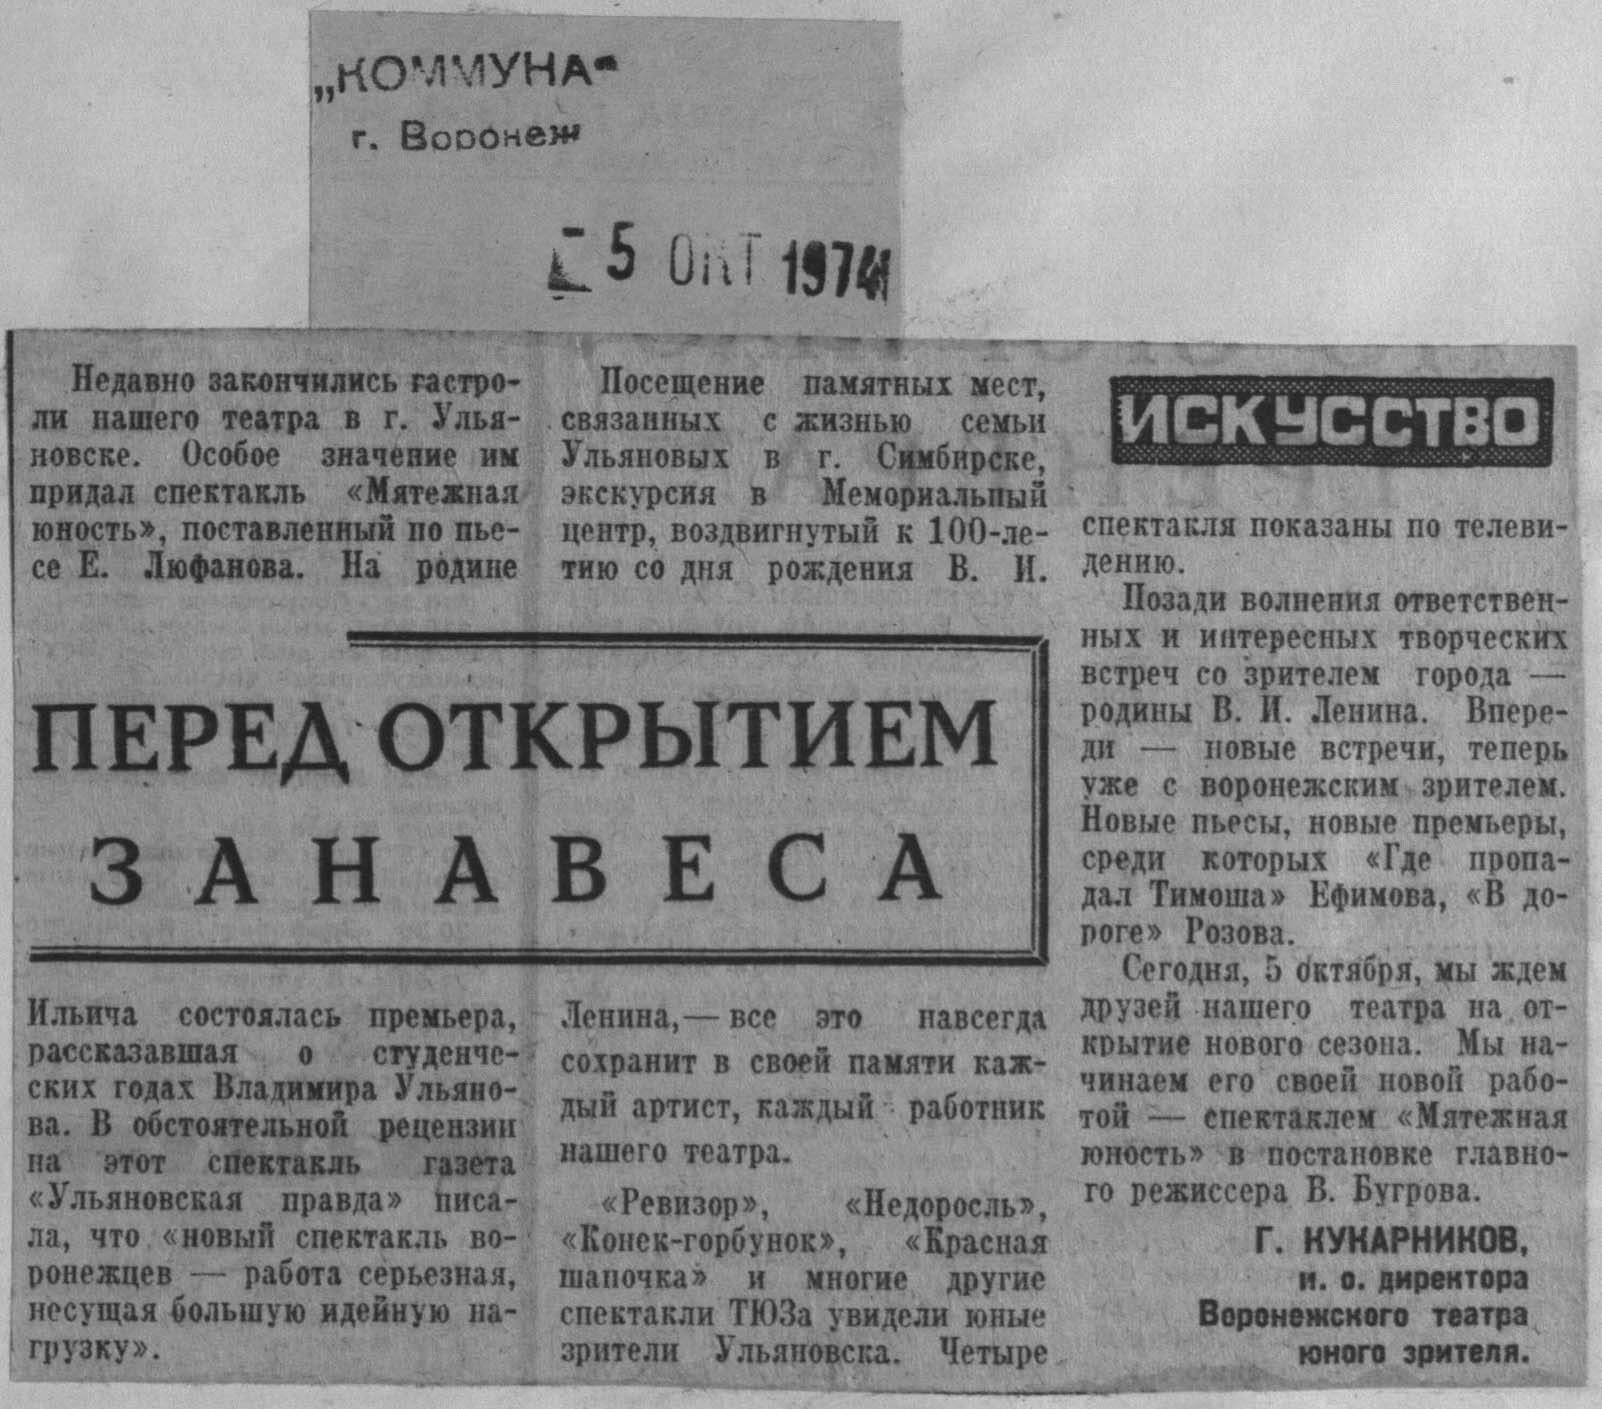 „КОММУНА"
г. Воронеж
5 ОКТ 1974
Недавно закончились гастро-
ли нашего театра в г. Улья-
новске. Особое значение им
придал спектакль «Мятежная
юность», поставленный по пье-
се Е. Люфанова. На родине
ПЕРЕД ОТКРЫТИЕМ
ЗАНАВЕСА
Ильича состоялась премьера,
рассказавшая о студенче-
ских годах Владимира Ульяно-
ва. В обстоятельной рецензии
на этот спектакль газета
«Ульяновская правда» писа-
ла, что «новый спектакль во-
ронежцев — работа серьезная,
несущая большую идейную на-
грузку».
Посещение памятных мест,
связанных с жизнью семьи
Ульяновых в г. Симбирске,
экскурсия в Мемориальный
центр, воздвигнутый к 100-ле-
тию со дня рождения В. И.
Ленина,— все это навсегда
сохранит в своей памяти каж-
дый артист, каждый работник
нашего театра.
«Ревизор», «Недоросль»,
«Конек-горбунок», «Красная
шапочка» и многие другие
спектакли ТЮЗа увидели юные
зрители Ульяновска. Четыре
ИСКУССТВО
спектакля показаны по телеви-
дению.
Позади волнения ответствен-
ных и интересных творческих
встреч со зрителем города —
родины В. И. Ленина. Впере-
ди — новые встречи, теперь
уже с воронежским зрителем.
Новые пьесы, новые премьеры,
среди которых «Где пропа-
дал Тимоша» Ефимова, «В до-
роге» Розова.
Сегодня, 5 октября, мы ждем
друзей нашего театра на от-
крытие нового сезона. Мы на-
чинаем его своей новой рабо-
той — спектаклем «Мятежная
юность» в постановке главно-
го режиссера В. Бугрова.
Г. КУКАРНИКОВ,
и. о. директора
Воронежского театра
юного зрителя.